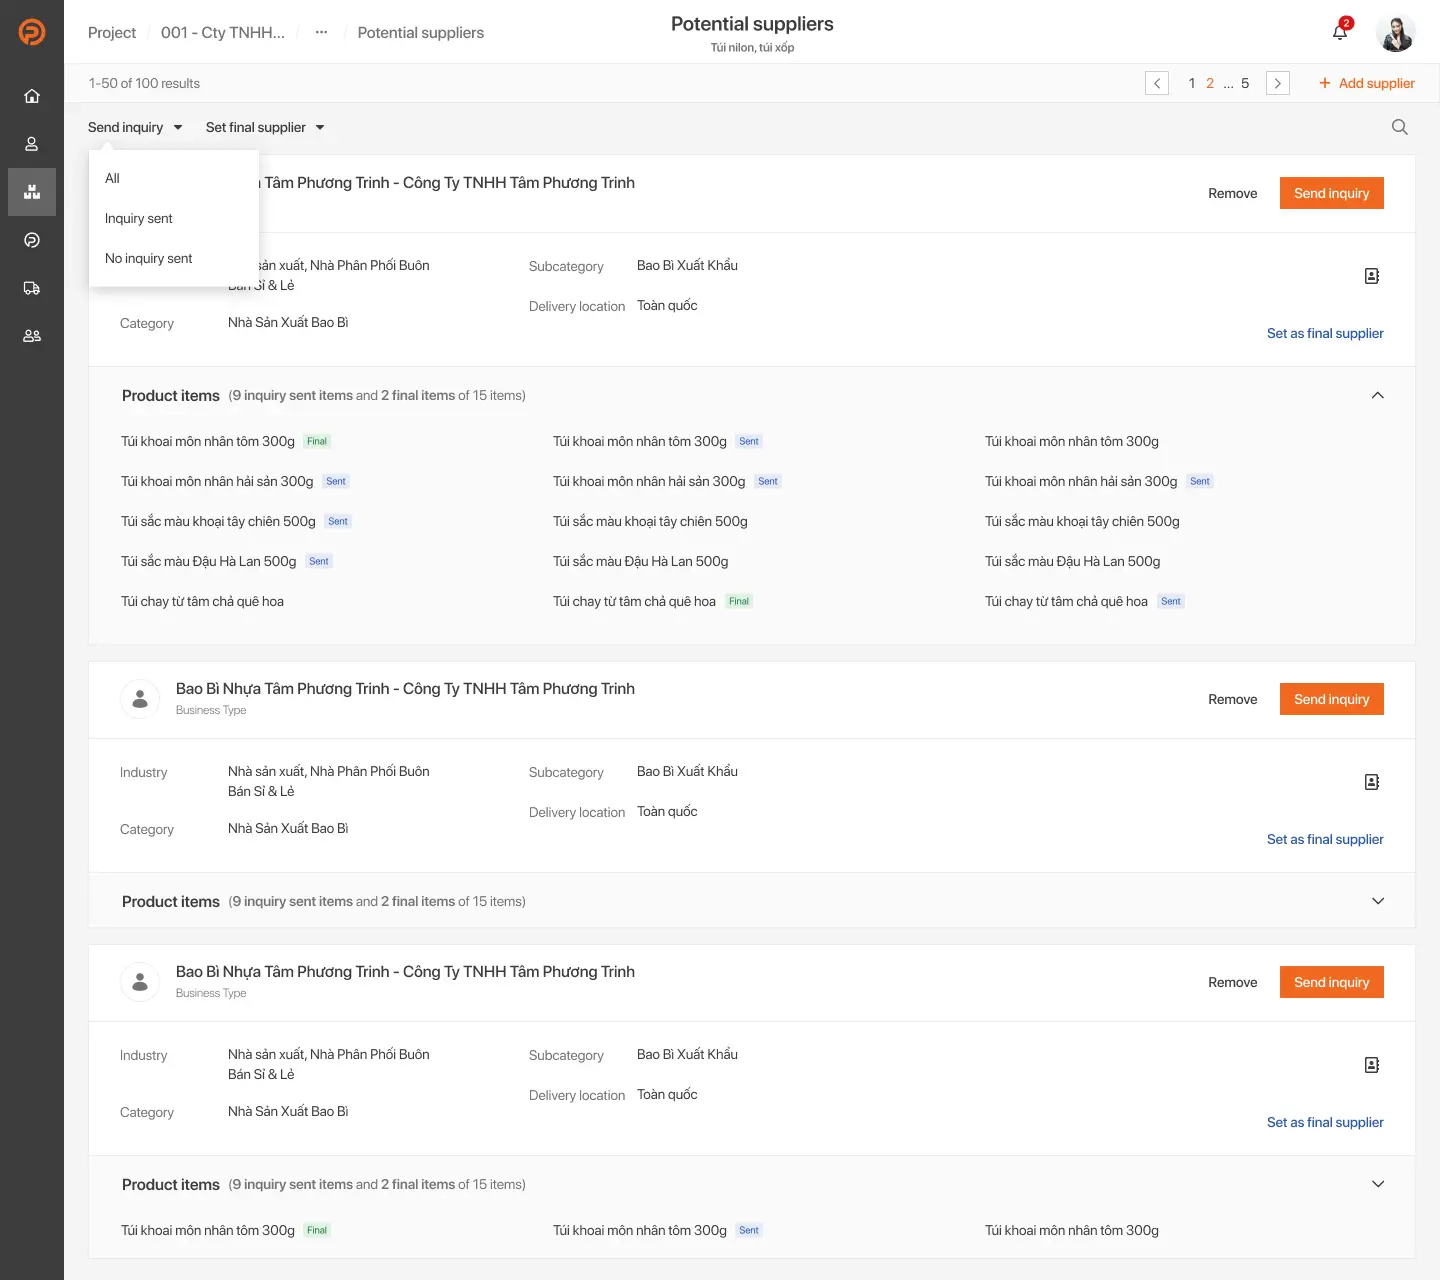 Project / 001 - Cty TNHH... / ··· / Potential suppliers
Potential suppliers
Túi nilon, túi xốp
2
1-50 of 100 results
1 2 ... 5
+ Add supplier
Send inquiry
Set final supplier
All
Inquiry sent
No inquiry sent
Tâm Phương Trinh - Công Ty TNHH Tâm Phương Trinh
Remove
Send inquiry
sản xuất, Nhà Phân Phối Buôn
Bán Sỉ & Lẻ
Subcategory
Bao Bì Xuất Khẩu
Delivery location
Toàn quốc
Category
Nhà Sản Xuất Bao Bì
Set as final supplier
Product items (9 inquiry sent items and 2 final items of 15 items)
Túi khoai môn nhân tôm 300g Final
Túi khoai môn nhân tôm 300g Sent
Túi khoai môn nhân tôm 300g
Túi khoai môn nhân hải sản 300g Sent
Túi khoai môn nhân hải sản 300g Sent
Túi khoai môn nhân hải sản 300g Sent
Túi sắc màu khoại tây chiên 500g Sent
Túi sắc màu khoại tây chiên 500g
Túi sắc màu khoại tây chiên 500g
Túi sắc màu Đậu Hà Lan 500g Sent
Túi sắc màu Đậu Hà Lan 500g
Túi sắc màu Đậu Hà Lan 500g
Túi chay từ tâm chả quê hoa
Túi chay từ tâm chả quê hoa Final
Túi chay từ tâm chả quê hoa Sent
Bao Bì Nhựa Tâm Phương Trinh - Công Ty TNHH Tâm Phương Trinh
Business Type
Remove
Send inquiry
Industry
Nhà sản xuất, Nhà Phân Phối Buôn
Bán Sỉ & Lẻ
Subcategory
Bao Bì Xuất Khẩu
Delivery location
Toàn quốc
Category
Nhà Sản Xuất Bao Bì
Set as final supplier
Product items (9 inquiry sent items and 2 final items of 15 items)
Bao Bì Nhựa Tâm Phương Trinh - Công Ty TNHH Tâm Phương Trinh
Business Type
Remove
Send inquiry
Industry
Nhà sản xuất, Nhà Phân Phối Buôn
Bán Sỉ & Lẻ
Subcategory
Bao Bì Xuất Khẩu
Delivery location
Toàn quốc
Category
Nhà Sản Xuất Bao Bì
Set as final supplier
Product items (9 inquiry sent items and 2 final items of 15 items)
Túi khoai môn nhân tôm 300g Final
Túi khoai môn nhân tôm 300g Sent
Túi khoai môn nhân tôm 300g